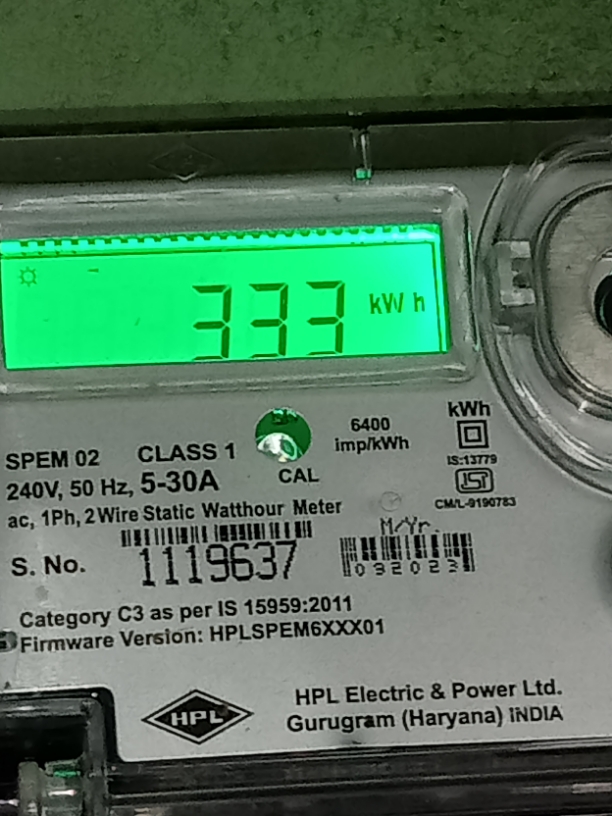 333 kWh
SPEM 02 CLASS 1
240V, 50 Hz, 5-30A
CAL
6400
imp/kWh
kWh
IS:13779
ISI
CM/L-9190783
ac, 1Ph, 2 Wire Static Watthour Meter
M/Yr.
S. No. 1119637
092023
Category C3 as per IS 15959:2011
Firmware Version: HPLSPEM6XXX01
HPL
HPL Electric & Power Ltd.
Gurugram (Haryana) INDIA